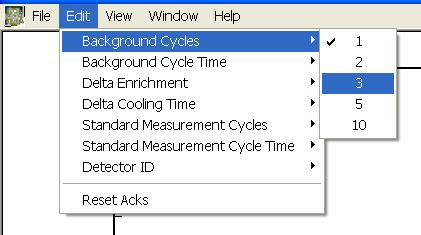 File Edit View Window Help
Background Cycles
Background Cycle Time
Delta Enrichment
Delta Cooling Time
Standard Measurement Cycles
Standard Measurement Cycle Time
Detector ID
Reset Acks
1
2
3
5
10